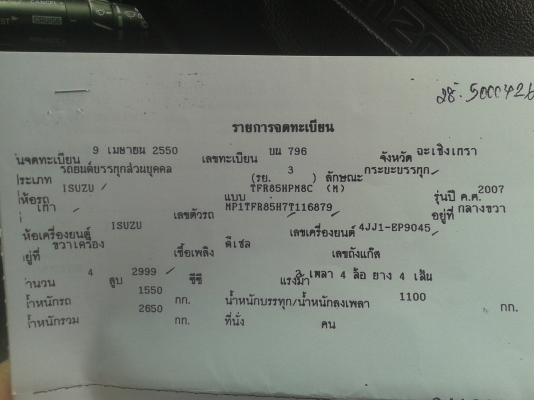 CANCEL
CRUISE
28-5000426
รายการจดทะเบียน
วันจดทะเบียน 9 เมษายน 2550 เลขทะเบียน บน 796 จังหวัด ฉะเชิงเทรา
ประเภท รถยนต์บรรทุกส่วนบุคคล (รย. 3 ) ลักษณะ กระบะบรรทุก
ยี่ห้อรถ ISUZU แบบ TFR85HPM8C (M) รุ่นปี ค.ศ. 2007
สี เทา เลขตัวรถ MP1TFR85H7T116879 อยู่ที่ กลางขวา
ยี่ห้อเครื่องยนต์ ISUZU เลขเครื่องยนต์ 4JJ1-EP9045
อยู่ที่ ขวาเครื่อง เชื้อเพลิง ดีเซล เลขถังแก๊ส
จำนวน 4 สูบ 2999 ซีซี แรงม้า 2 เพลา 4 ล้อ ยาง 4 เส้น
น้ำหนักรถ 1550 กก. น้ำหนักบรรทุก/น้ำหนักลงเพลา 1100 กก.
น้ำหนักรวม 2650 กก. ที่นั่ง คน